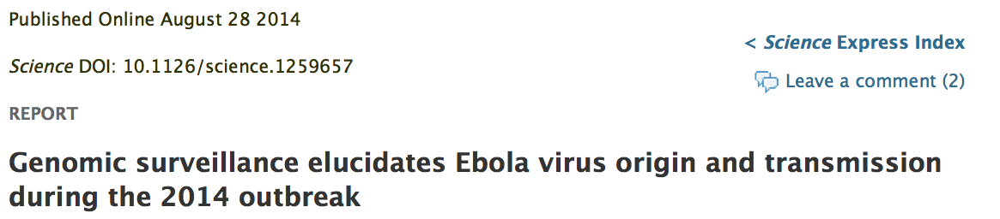 Published Online August 28 2014
< Science Express Index
Science DOI: 10.1126/science.1259657
Leave a comment (2)
REPORT
Genomic surveillance elucidates Ebola virus origin and transmission
during the 2014 outbreak